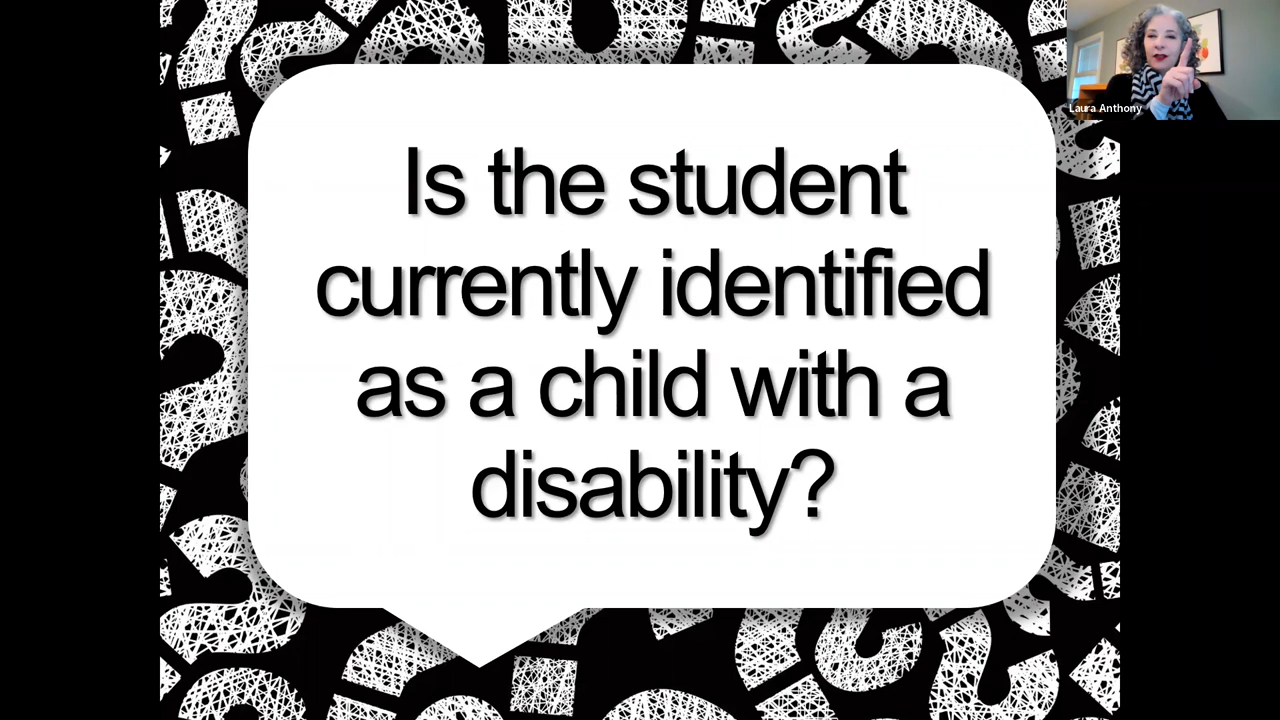 Is the student
currently identified
as a child with a
disability?
Laura Anthony